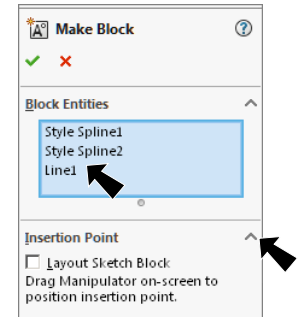 Make Block
Block Entities
Style Spline1
Style Spline2
Line1
Insertion Point
Layout Sketch Block
Drag Manipulator on-screen to
position insertion point.